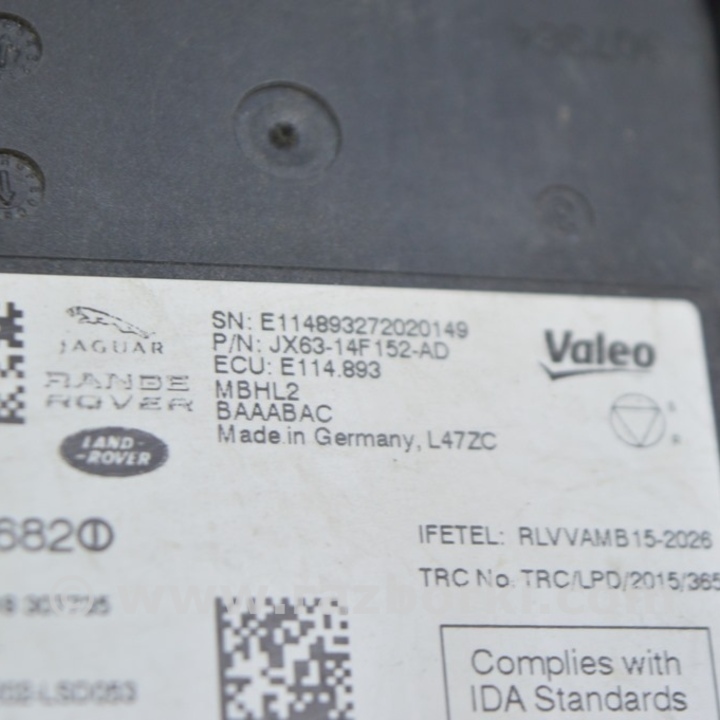 SN: E114893272020149
P/N: JX63-14F152-AD
ECU: E114.893
MBHL2
BAAABAC
Made in Germany, L47ZC
JAGUAR
RANGE
ROVER
LAND-
-ROVER
Valeo
682
IFETEL: RLVVAMB15-2026
TRC No. TRC/LPD/2015/365
Complies with
IDA Standards